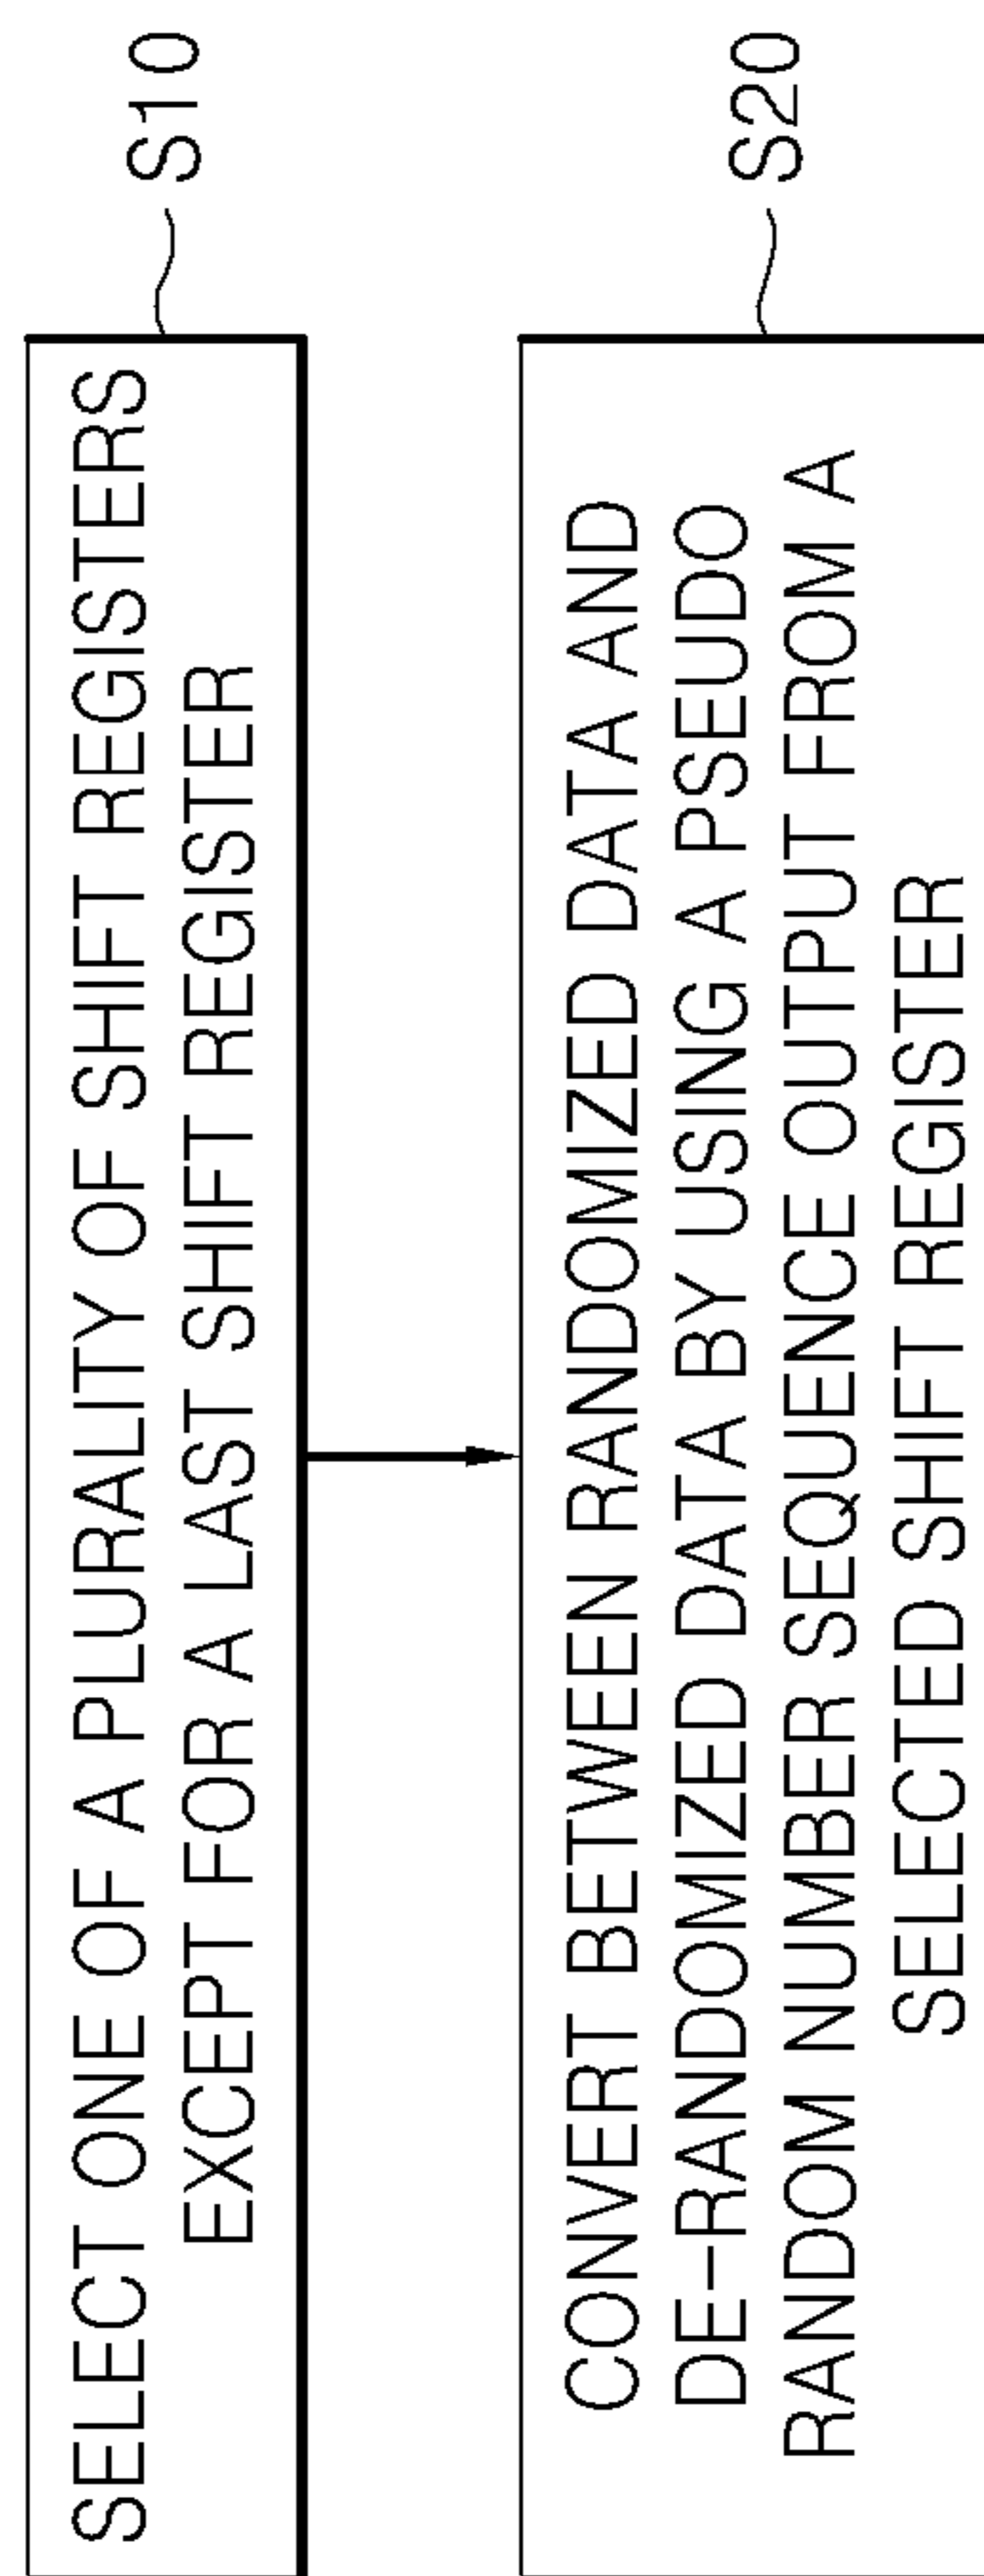 SELECT ONE OF A PLURALITY OF SHIFT REGISTERS
EXCEPT FOR A LAST SHIFT REGISTER
S10
CONVERT BETWEEN RANDOMIZED DATA AND
DE-RANDOMIZED DATA BY USING A PSEUDO
RANDOM NUMBER SEQUENCE OUTPUT FROM A
SELECTED SHIFT REGISTER
S20